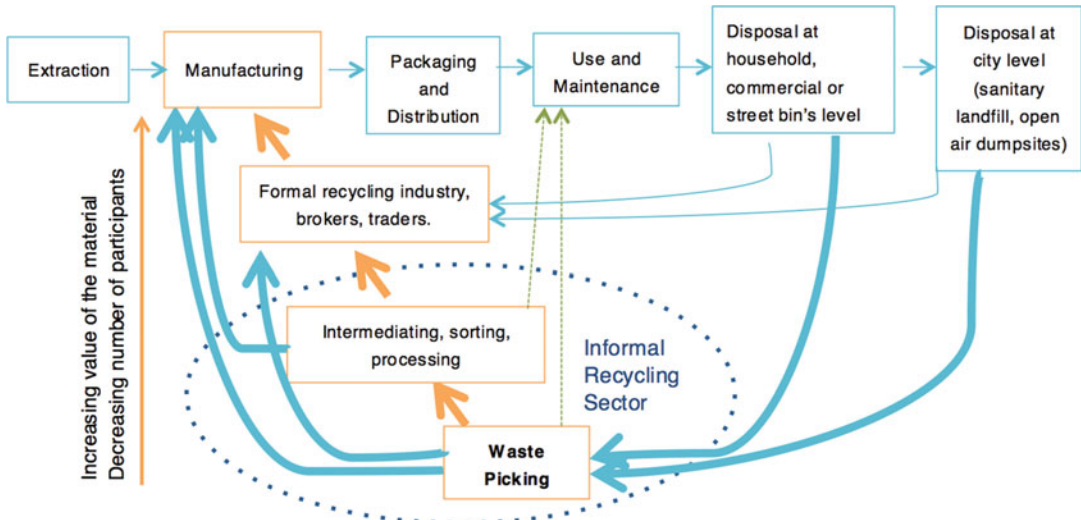 Extraction
Manufacturing
Packaging
and
Distribution
Use and
Maintenance
Disposal at
household,
commercial or
street bin's level
Disposal at
city level
(sanitary
landfill, open
air dumpsites)
Formal recycling industry,
brokers, traders.
Intermediating, sorting,
processing
Informal
Recycling
Sector
Waste
Picking
Increasing value of the material
Decreasing number of participants